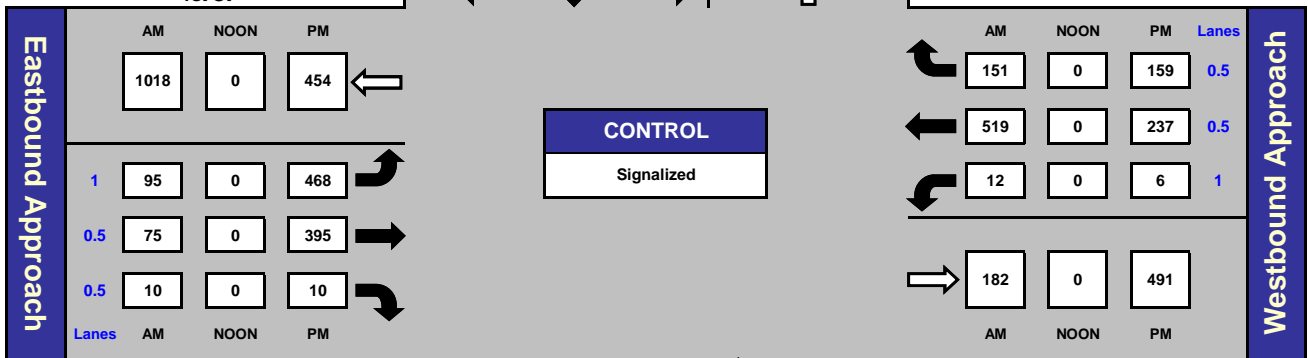 Eastbound Approach
AM NOON PM
1018 0 454
1 95 0 468
0.5 75 0 395
0.5 10 0 10
Lanes AM NOON PM
CONTROL
Signalized
AM NOON PM Lanes
151 0 159 0.5
519 0 237 0.5
12 0 6 1
182 0 491
AM NOON PM
Westbound Approach